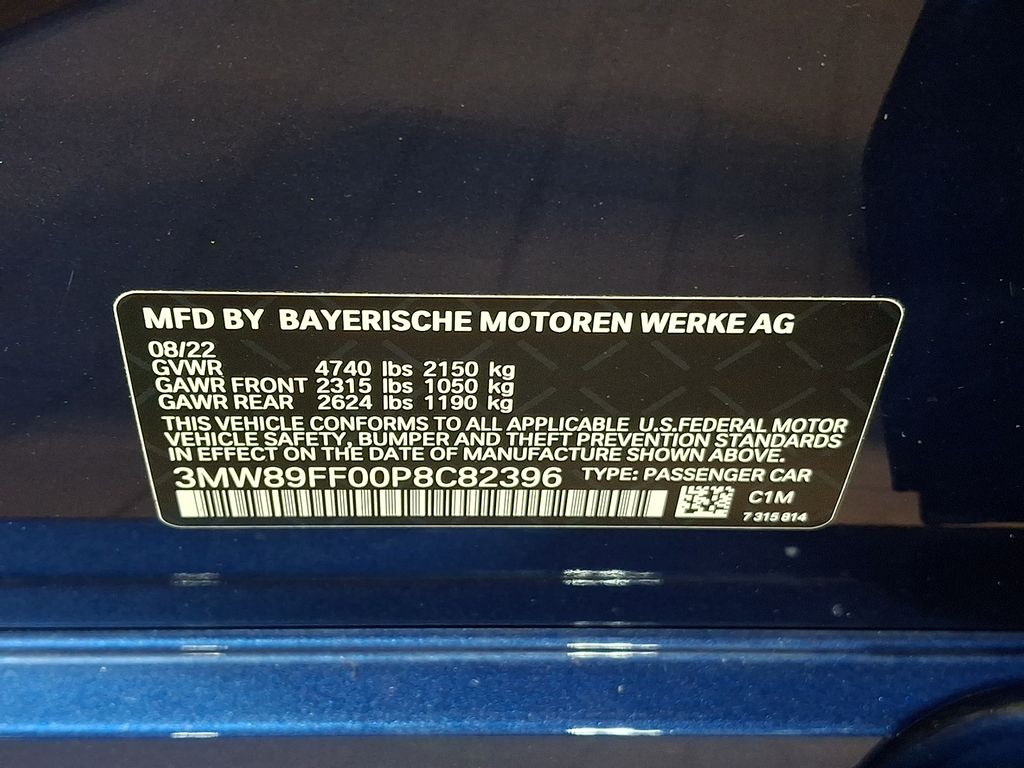 MFD BY BAYERISCHE MOTOREN WERKE AG
08/22
GVWR 4740 lbs 2150 kg
GAWR FRONT 2315 lbs 1050 kg
GAWR REAR 2624 lbs 1190 kg
THIS VEHICLE CONFORMS TO ALL APPLICABLE U.S.FEDERAL MOTOR
VEHICLE SAFETY, BUMPER AND THEFT PREVENTION STANDARDS
IN EFFECT ON THE DATE OF MANUFACTURE SHOWN ABOVE.
3MW89FF00P8C82396 TYPE: PASSENGER CAR
C1M
7 315 814